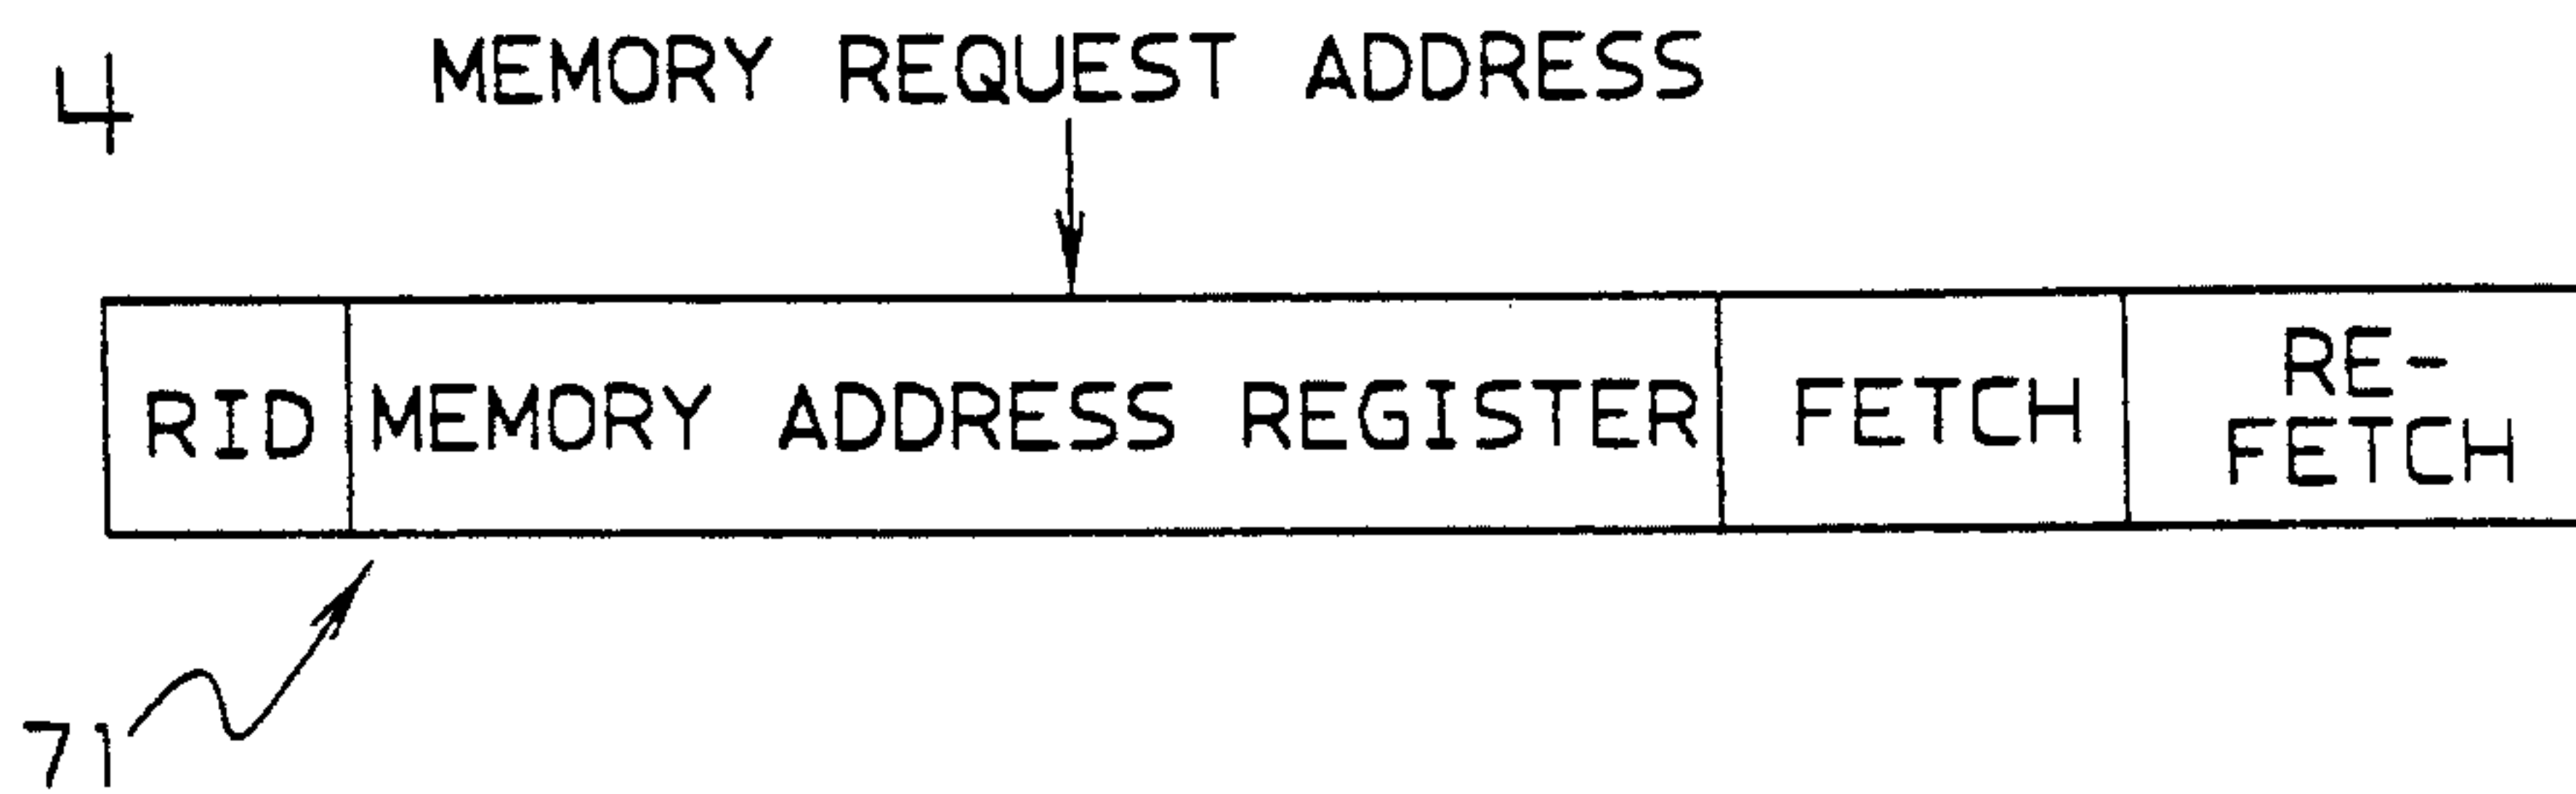 4
MEMORY REQUEST ADDRESS
RID
MEMORY ADDRESS REGISTER
FETCH
RE-
FETCH
71